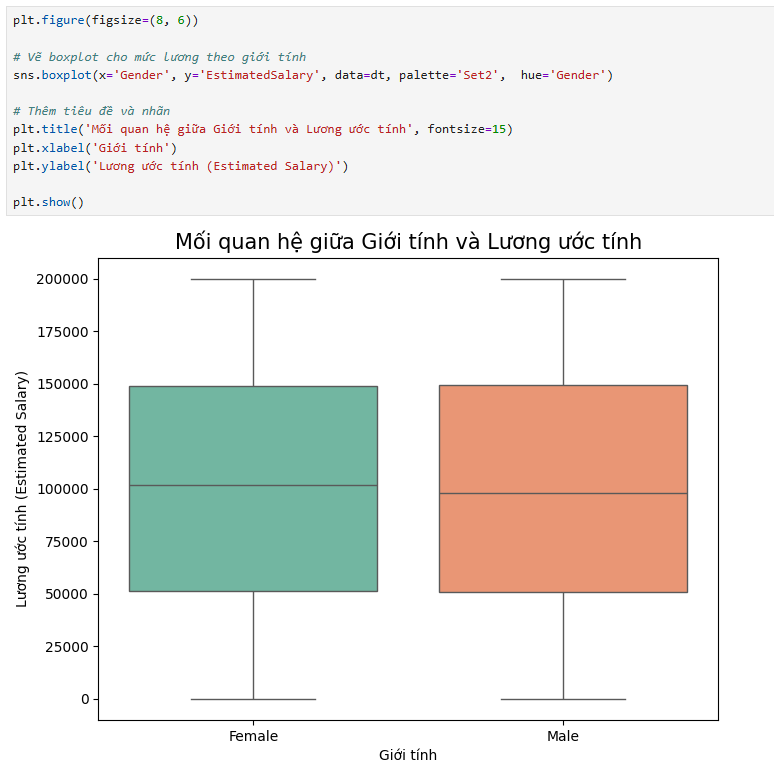 plt.figure(figsize=(8, 6))
# Vẽ boxplot cho mức lương theo giới tính
sns.boxplot(x='Gender', y='EstimatedSalary', data=dt, palette='Set2',  hue='Gender')
# Thêm tiêu đề và nhãn
plt.title('Mối quan hệ giữa Giới tính và Lương ước tính', fontsize=15)
plt.xlabel('Giới tính')
plt.ylabel('Lương ước tính (Estimated Salary)')
plt.show()
Mối quan hệ giữa Giới tính và Lương ước tính
Lương ước tính (Estimated Salary)
200000
175000
150000
125000
100000
75000
50000
25000
0
Female Male
Giới tính